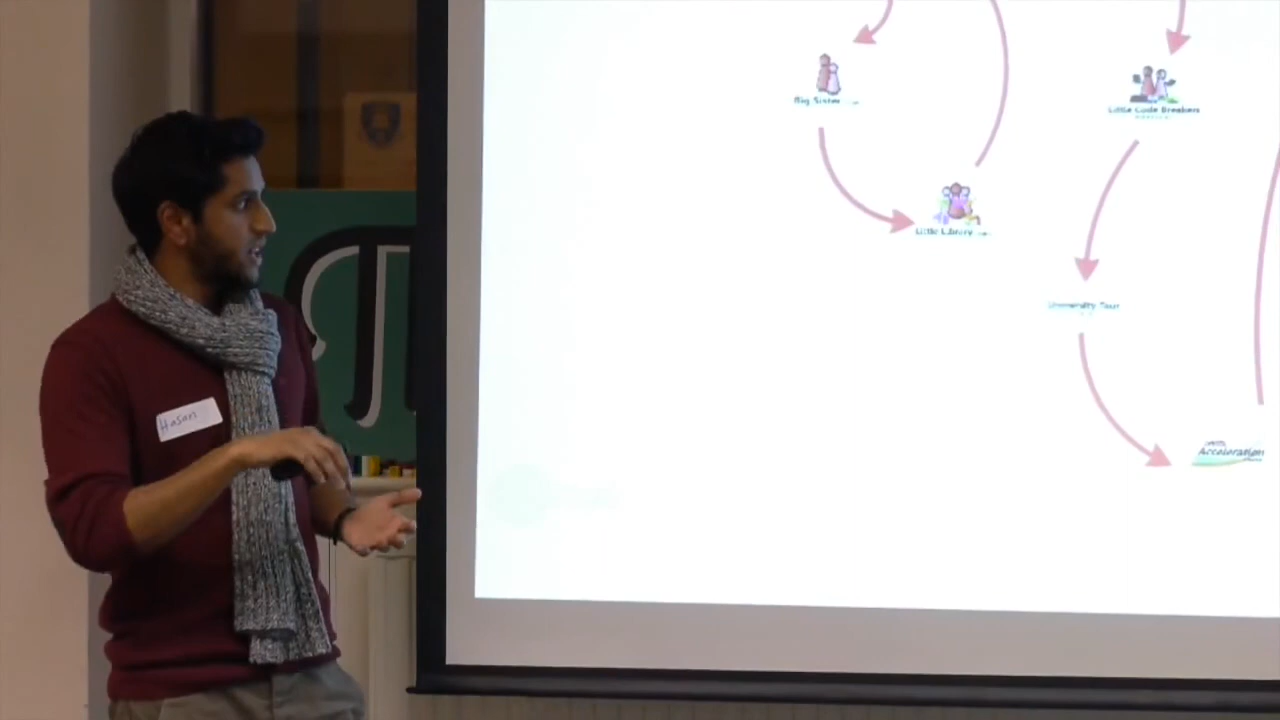 Big Sister
Little Code Breakers
Little Library
University Tour
Acceleration
Hasan